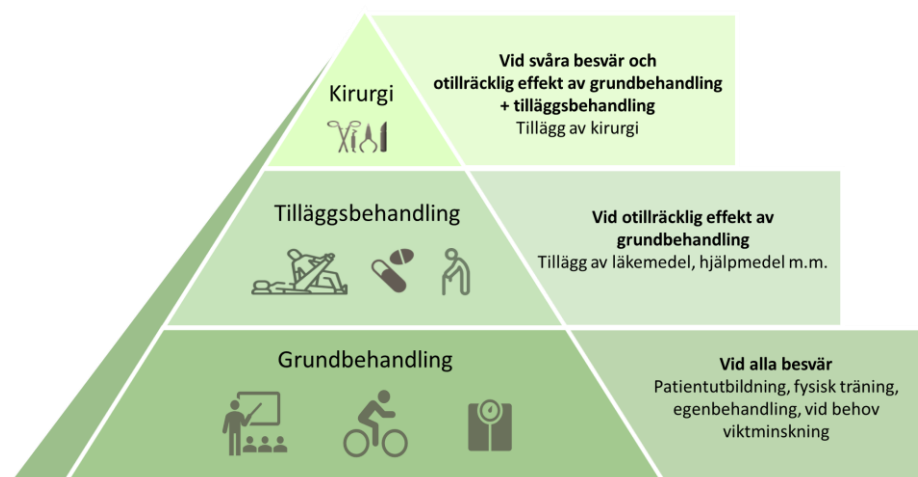 Kirurgi
Vid svåra besvär och
otillräcklig effekt av grundbehandling
+ tilläggsbehandling
Tillägg av kirurgi
Tilläggsbehandling
Vid otillräcklig effekt av
grundbehandling
Tillägg av läkemedel, hjälpmedel m.m.
Grundbehandling
Vid alla besvär
Patientutbildning, fysisk träning,
egenbehandling, vid behov
viktminskning